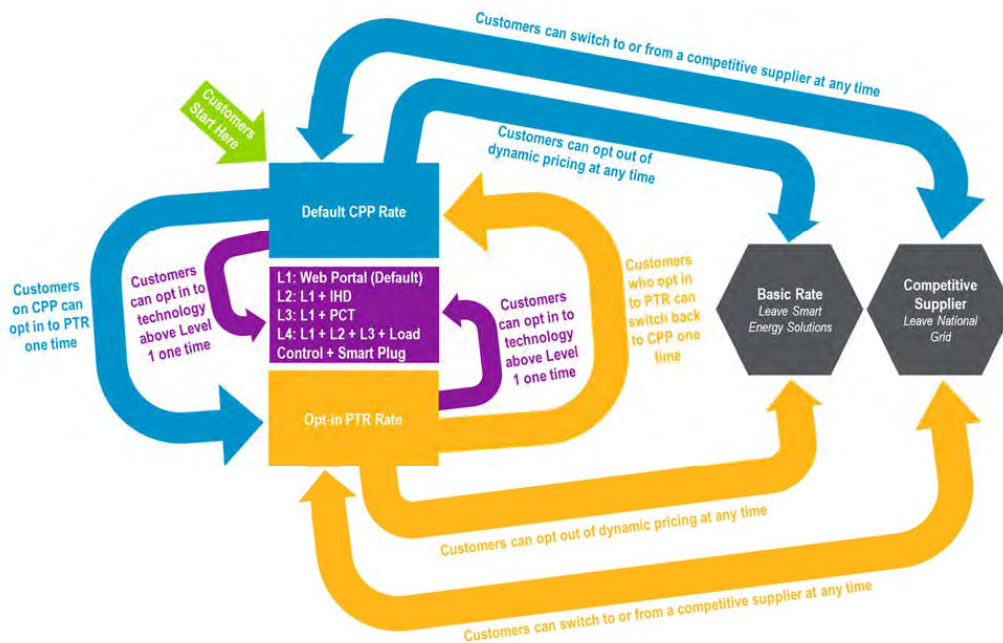 Customers can switch to or from a competitive supplier at any time
Customers
Start Here
Customers can opt out of
dynamic pricing at any time
Default CPP Rate
Customers
on CPP can
opt in to PTR
one time
Customers
can opt in to
technology
above Level
1 one time
L1: Web Portal (Default)
L2: L1 + IHD
L3: L1 + PCT
L4: L1 + L2 + L3 + Load
Control + Smart Plug
Customers
can opt in to
technology
above Level
1 one time
Customers
who opt in
to PTR can
switch back
to CPP one
time
Basic Rate
Leave Smart
Energy Solutions
Competitive
Supplier
Leave National
Grid
Opt-in PTR Rate
Customers can opt out of dynamic pricing at any time
Customers can switch to or from a competitive supplier at any time